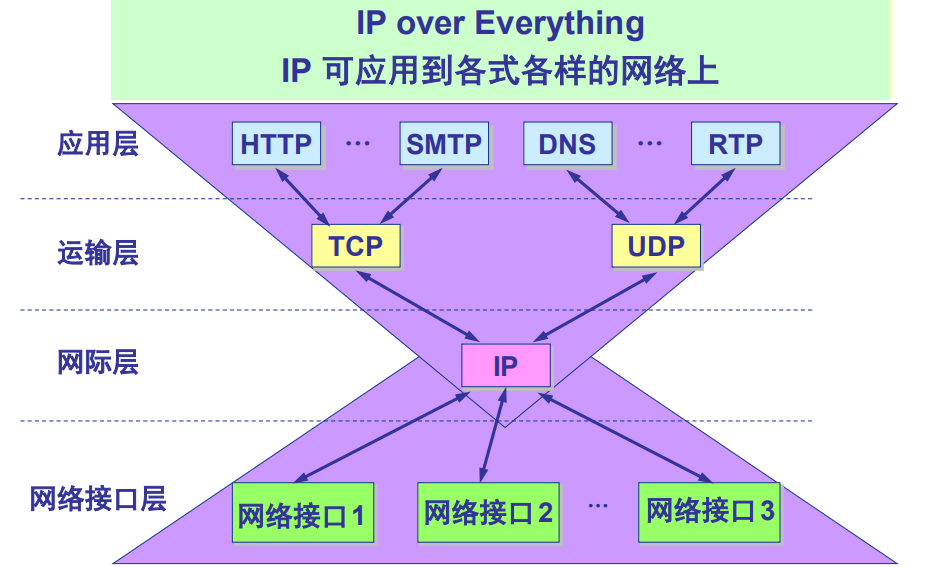 IP over Everything
IP 可应用到各式各样的网络上
应用层
HTTP … SMTP DNS … RTP
运输层
TCP UDP
网际层
IP
网络接口层
网络接口1 网络接口2 … 网络接口3